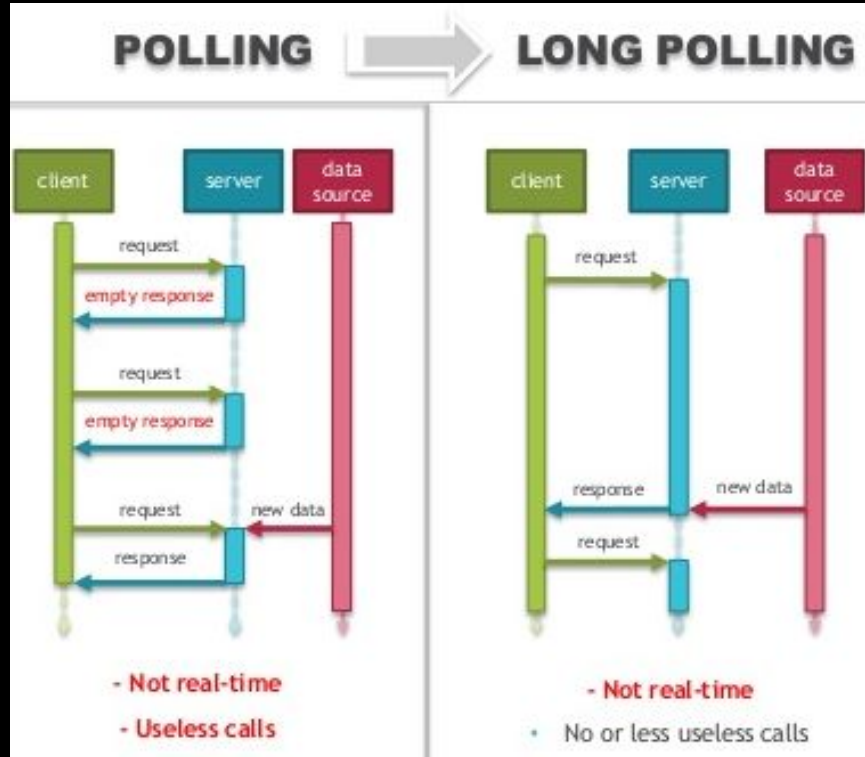 POLLING
LONG POLLING
client
server
data
source
request
empty response
request
empty response
request
new data
response
- Not real-time
- Useless calls
client
server
data
source
request
response
new data
request
- Not real-time
• No or less useless calls